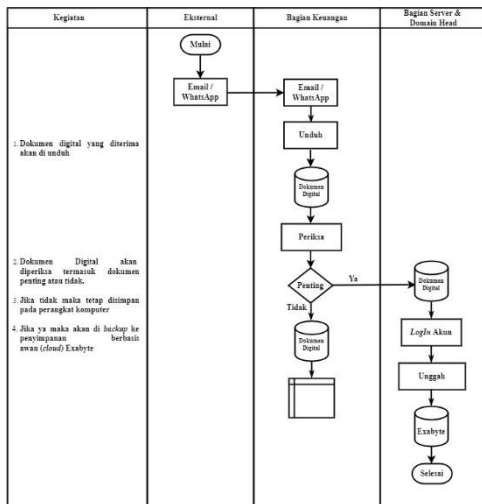 Kegiatan
Eksternal
Bagian Keuangan
Bagian Server &
Domain Head
Mulai
Email /
WhatsApp
Email /
WhatsApp
1. Dokumen digital yang diterima
akan di unduh
Unduh
Dokumen
Digital
Periksa
2. Dokumen Digital akan
diperiksa termasuk dokumen
penting atau tidak.
3. Jika tidak maka tetap disimpan
pada perangkat komputer
4. Jika ya maka akan di backup ke
penyimpanan berbasis
awan (cloud) Exabyte
Penting
Ya
Tidak
Dokumen
Digital
Dokumen
Digital
LogIn Akun
Unggah
Exabyte
Selesai